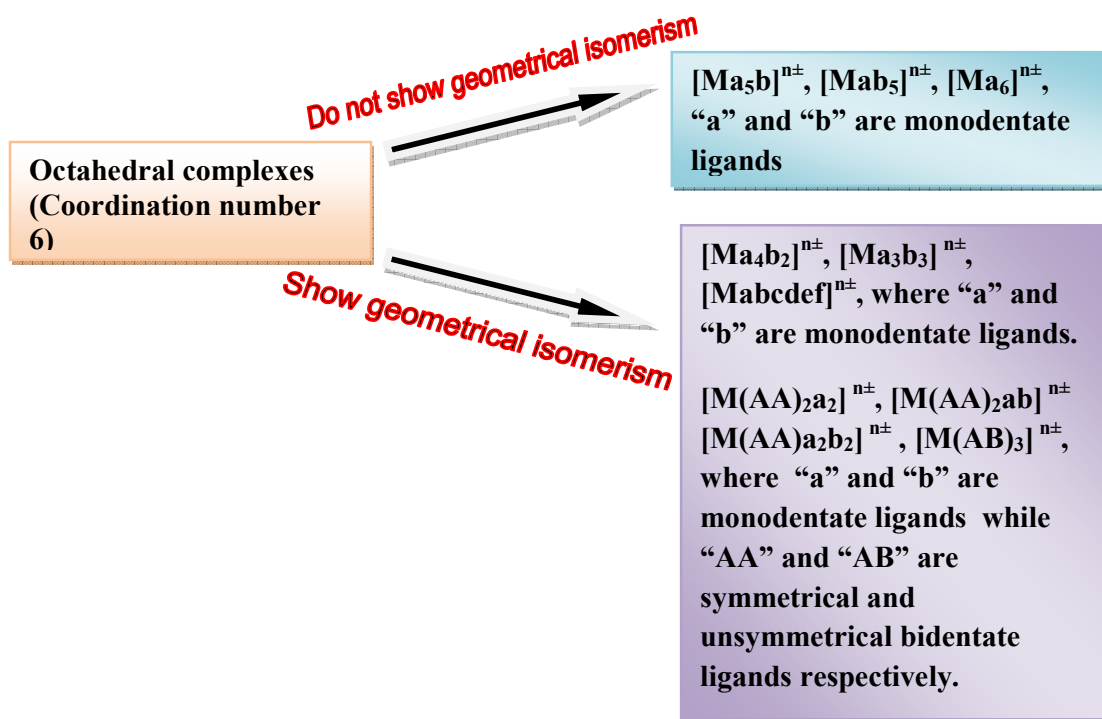 Do not show geometrical isomerism
[Ma₅b]ⁿ±, [Mab₅]ⁿ±, [Ma₆]ⁿ±,
“a” and “b” are monodentate
ligands
Octahedral complexes
(Coordination number
6)
Show geometrical isomerism
[Ma₄b₂]ⁿ±, [Ma₃b₃] ⁿ±,
[Mabcdef]ⁿ±, where “a” and
“b” are monodentate ligands.
[M(AA)₂a₂] ⁿ±, [M(AA)₂ab] ⁿ±
[M(AA)a₂b₂] ⁿ± , [M(AB)₃] ⁿ±,
where “a” and “b” are
monodentate ligands while
“AA” and “AB” are
symmetrical and
unsymmetrical bidentate
ligands respectively.